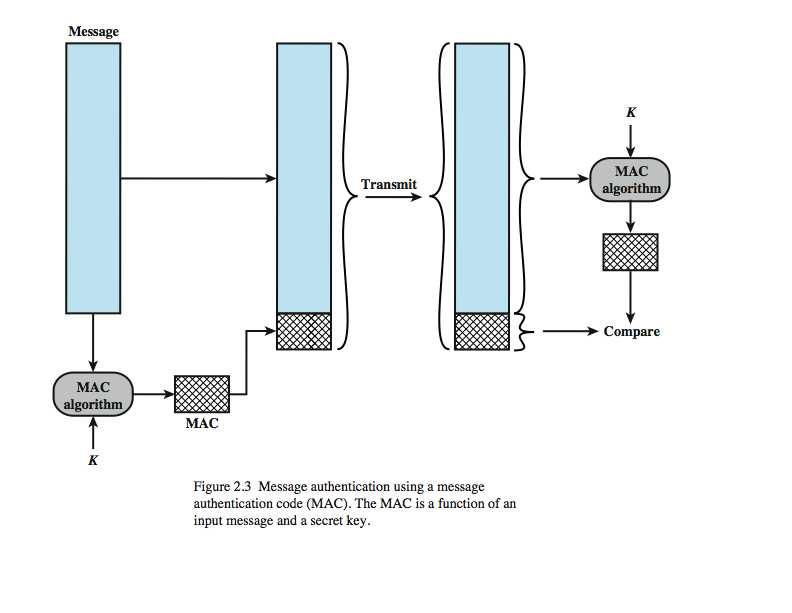 Message
K
Transmit
MAC
algorithm
Compare
MAC
algorithm
MAC
K
Figure 2.3 Message authentication using a message
authentication code (MAC). The MAC is a function of an
input message and a secret key.